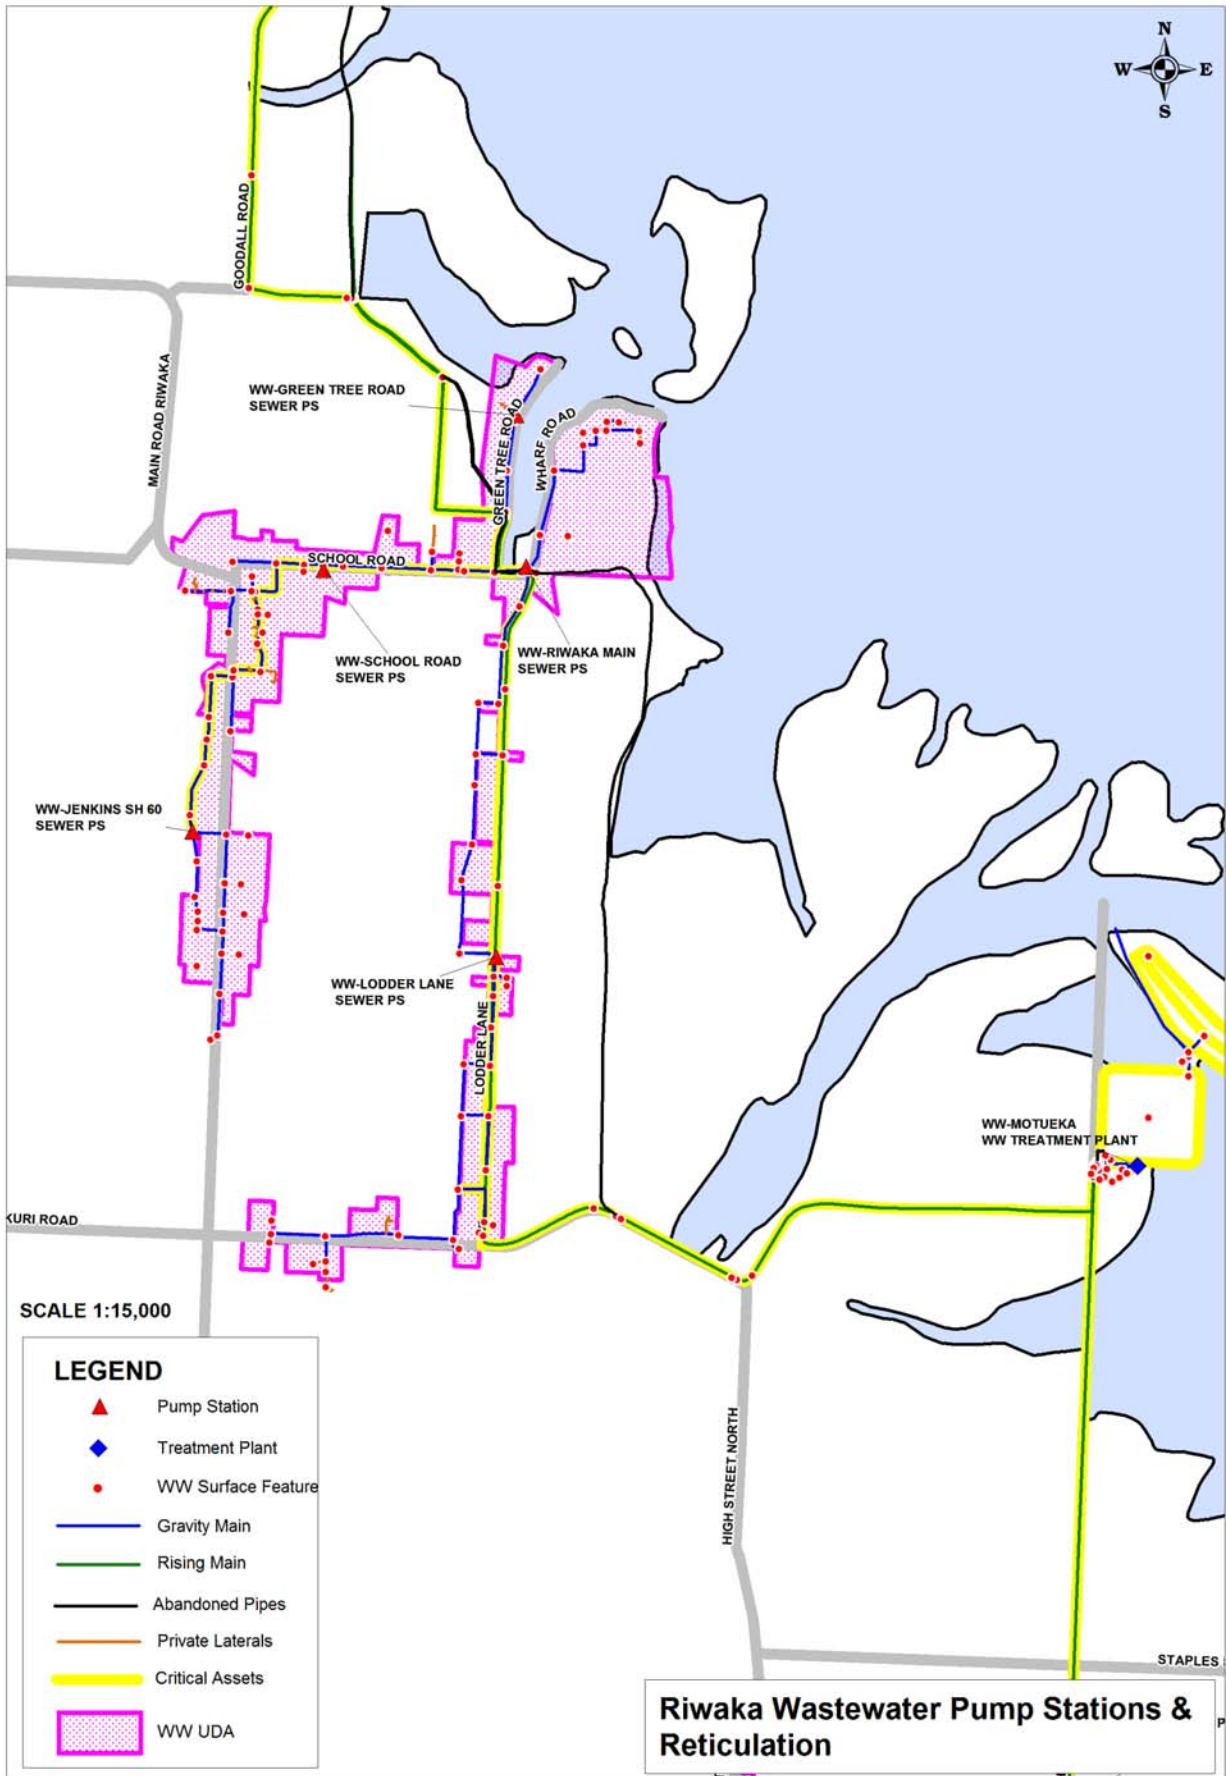 N
W E
S
GOODALL ROAD
MAIN ROAD RIWAKA
WW-GREEN TREE ROAD
SEWER PS
GREEN TREE ROAD
WHARF ROAD
SCHOOL ROAD
WW-SCHOOL ROAD
SEWER PS
WW-RIWAKA MAIN
SEWER PS
WW-JENKINS SH 60
SEWER PS
WW-LODDER LANE
SEWER PS
LODDER LANE
WW-MOTUEKA
WW TREATMENT PLANT
KURI ROAD
SCALE 1:15,000
HIGH STREET NORTH
STAPLES
LEGEND
Pump Station
Treatment Plant
WW Surface Feature
Gravity Main
Rising Main
Abandoned Pipes
Private Laterals
Critical Assets
WW UDA
Riwaka Wastewater Pump Stations &
Reticulation
P